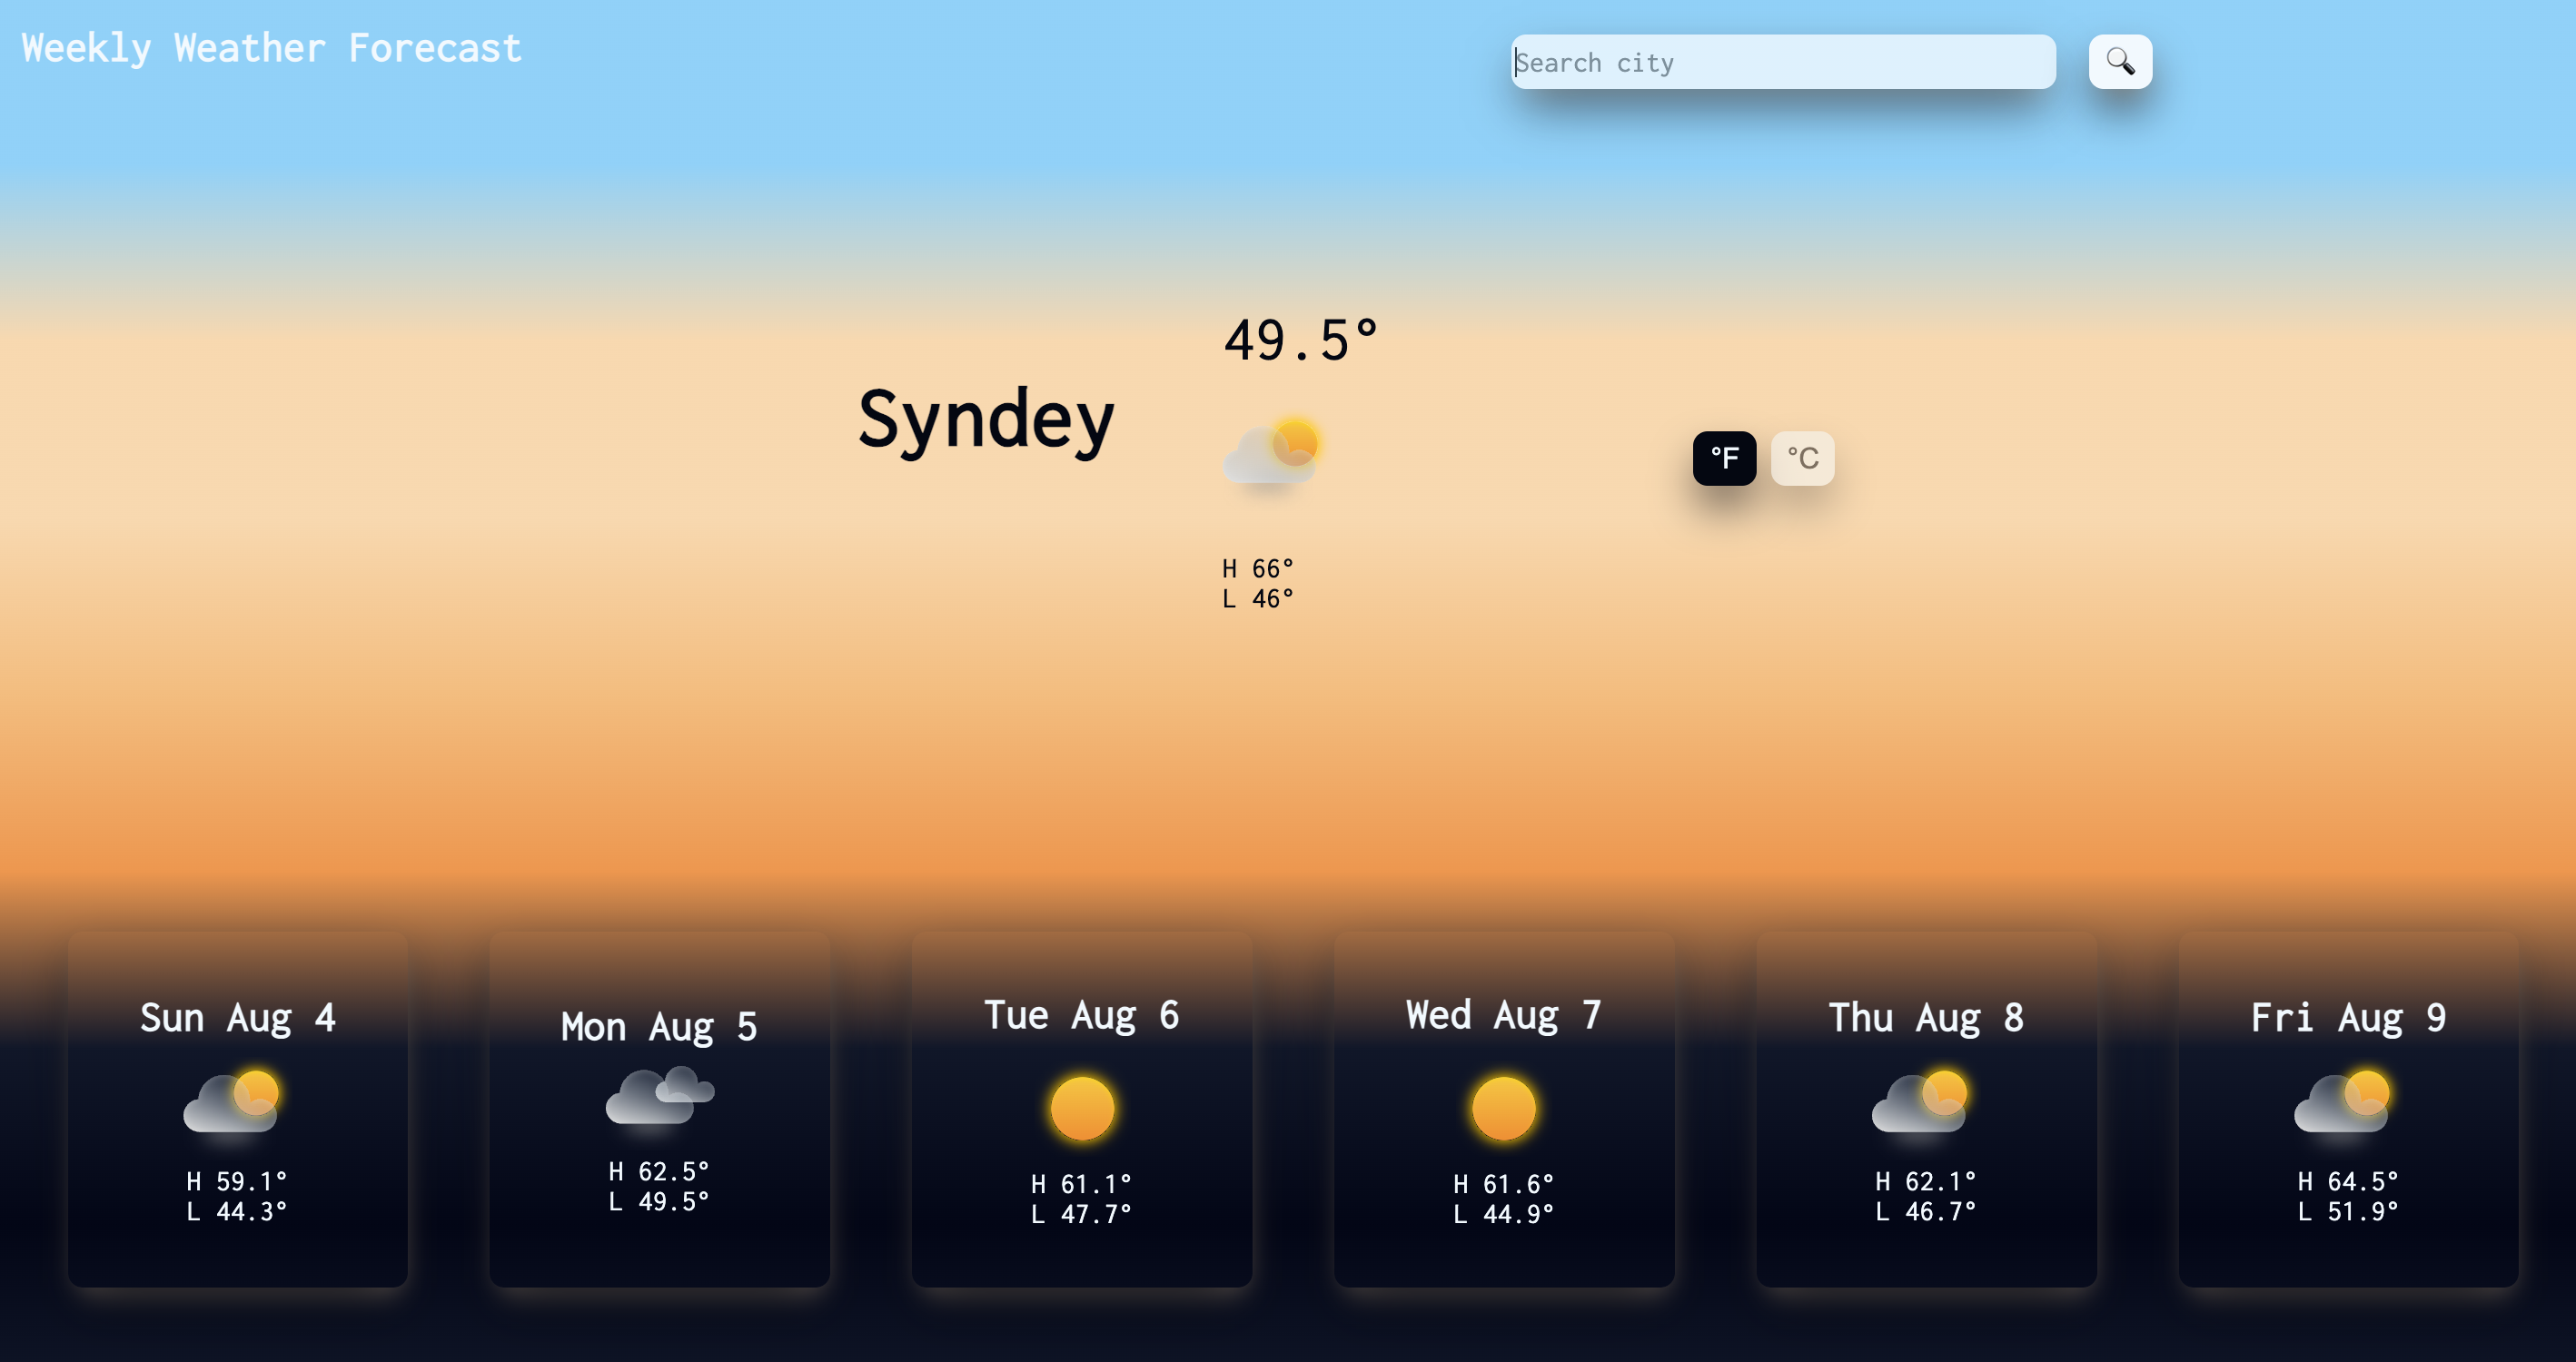 Weekly Weather Forecast
Search city
49.5°
Syndey
°F °C
H 66°
L 46°
Sun Aug 4
H 59.1°
L 44.3°
Mon Aug 5
H 62.5°
L 49.5°
Tue Aug 6
H 61.1°
L 47.7°
Wed Aug 7
H 61.6°
L 44.9°
Thu Aug 8
H 62.1°
L 46.7°
Fri Aug 9
H 64.5°
L 51.9°